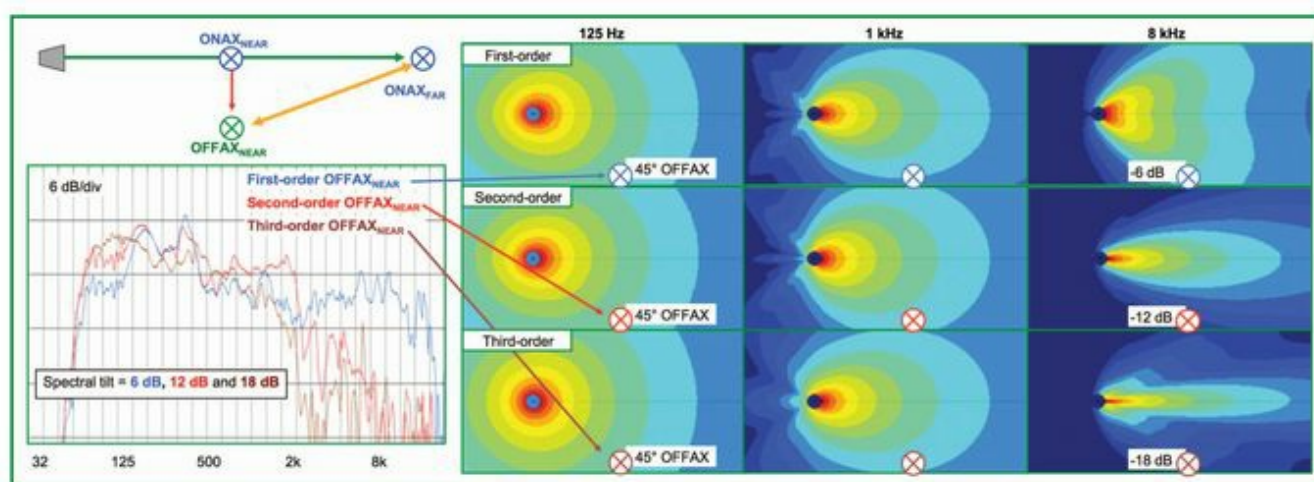 ONAXNEAR
ONAXFAR
OFFAXNEAR
6 dB/div
First-order OFFAXNEAR
Second-order OFFAXNEAR
Third-order OFFAXNEAR
Spectral tilt = 6 dB, 12 dB and 18 dB
32 125 500 2k 8k
125 Hz 1 kHz 8 kHz
First-order
45° OFFAX
-6 dB
Second-order
45° OFFAX
-12 dB
Third-order
45° OFFAX
-18 dB